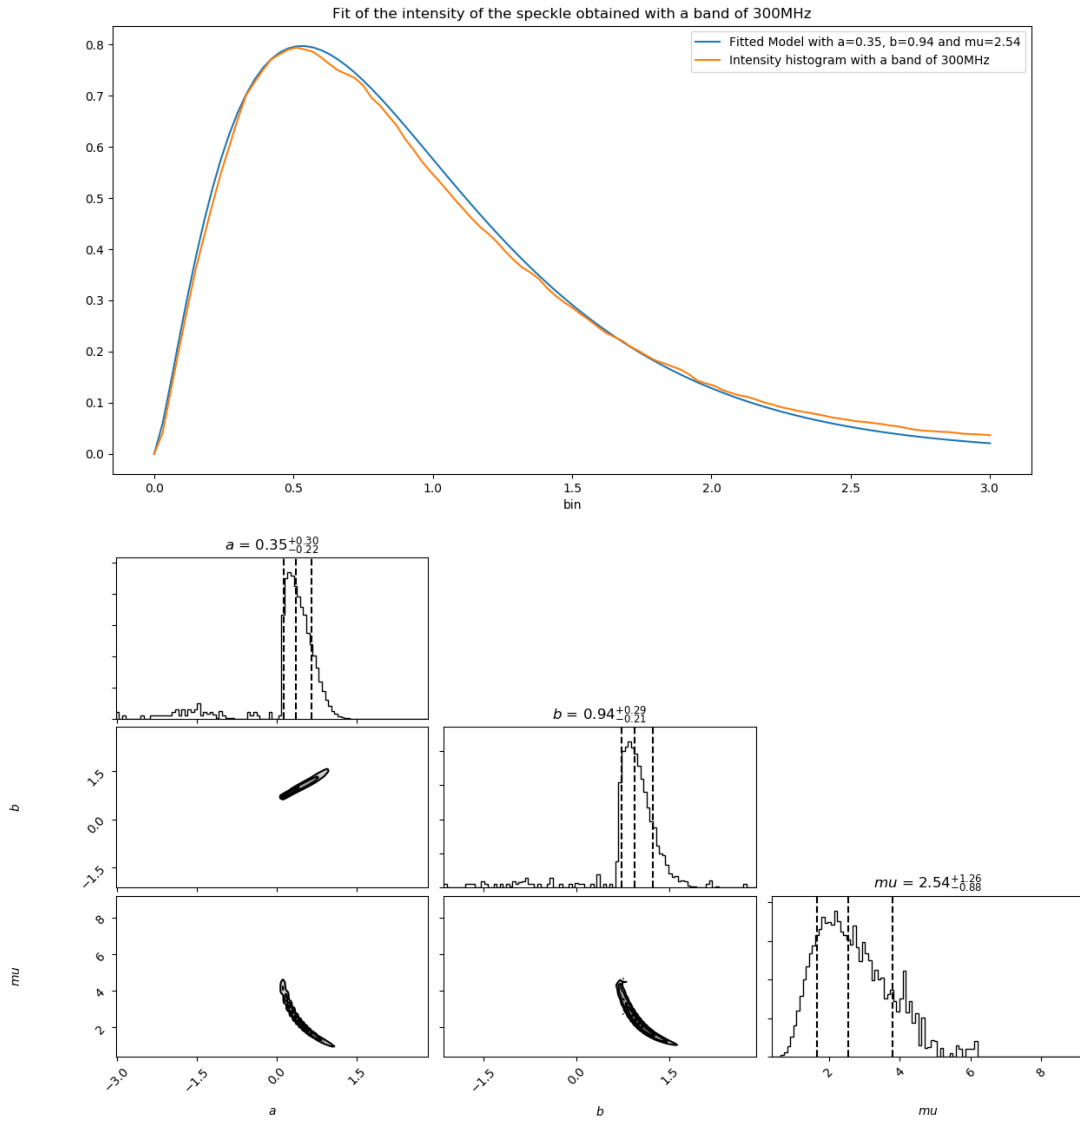 Fit of the intensity of the speckle obtained with a band of 300MHz
0.8
0.7
0.6
0.5
0.4
0.3
0.2
0.1
0.0
Fitted Model with a=0.35, b=0.94 and mu=2.54
Intensity histogram with a band of 300MHz
0.0 0.5 1.0 1.5 2.0 2.5 3.0
bin
a = 0.35+0.30−0.22
b = 0.94+0.29−0.21
mu = 2.54+1.26−0.88
b
1.5
0.0
−1.5
mu
8
6
4
2
−3.0 −1.5 0.0 1.5
−1.5 0.0 1.5
2 4 6 8
a
b
mu